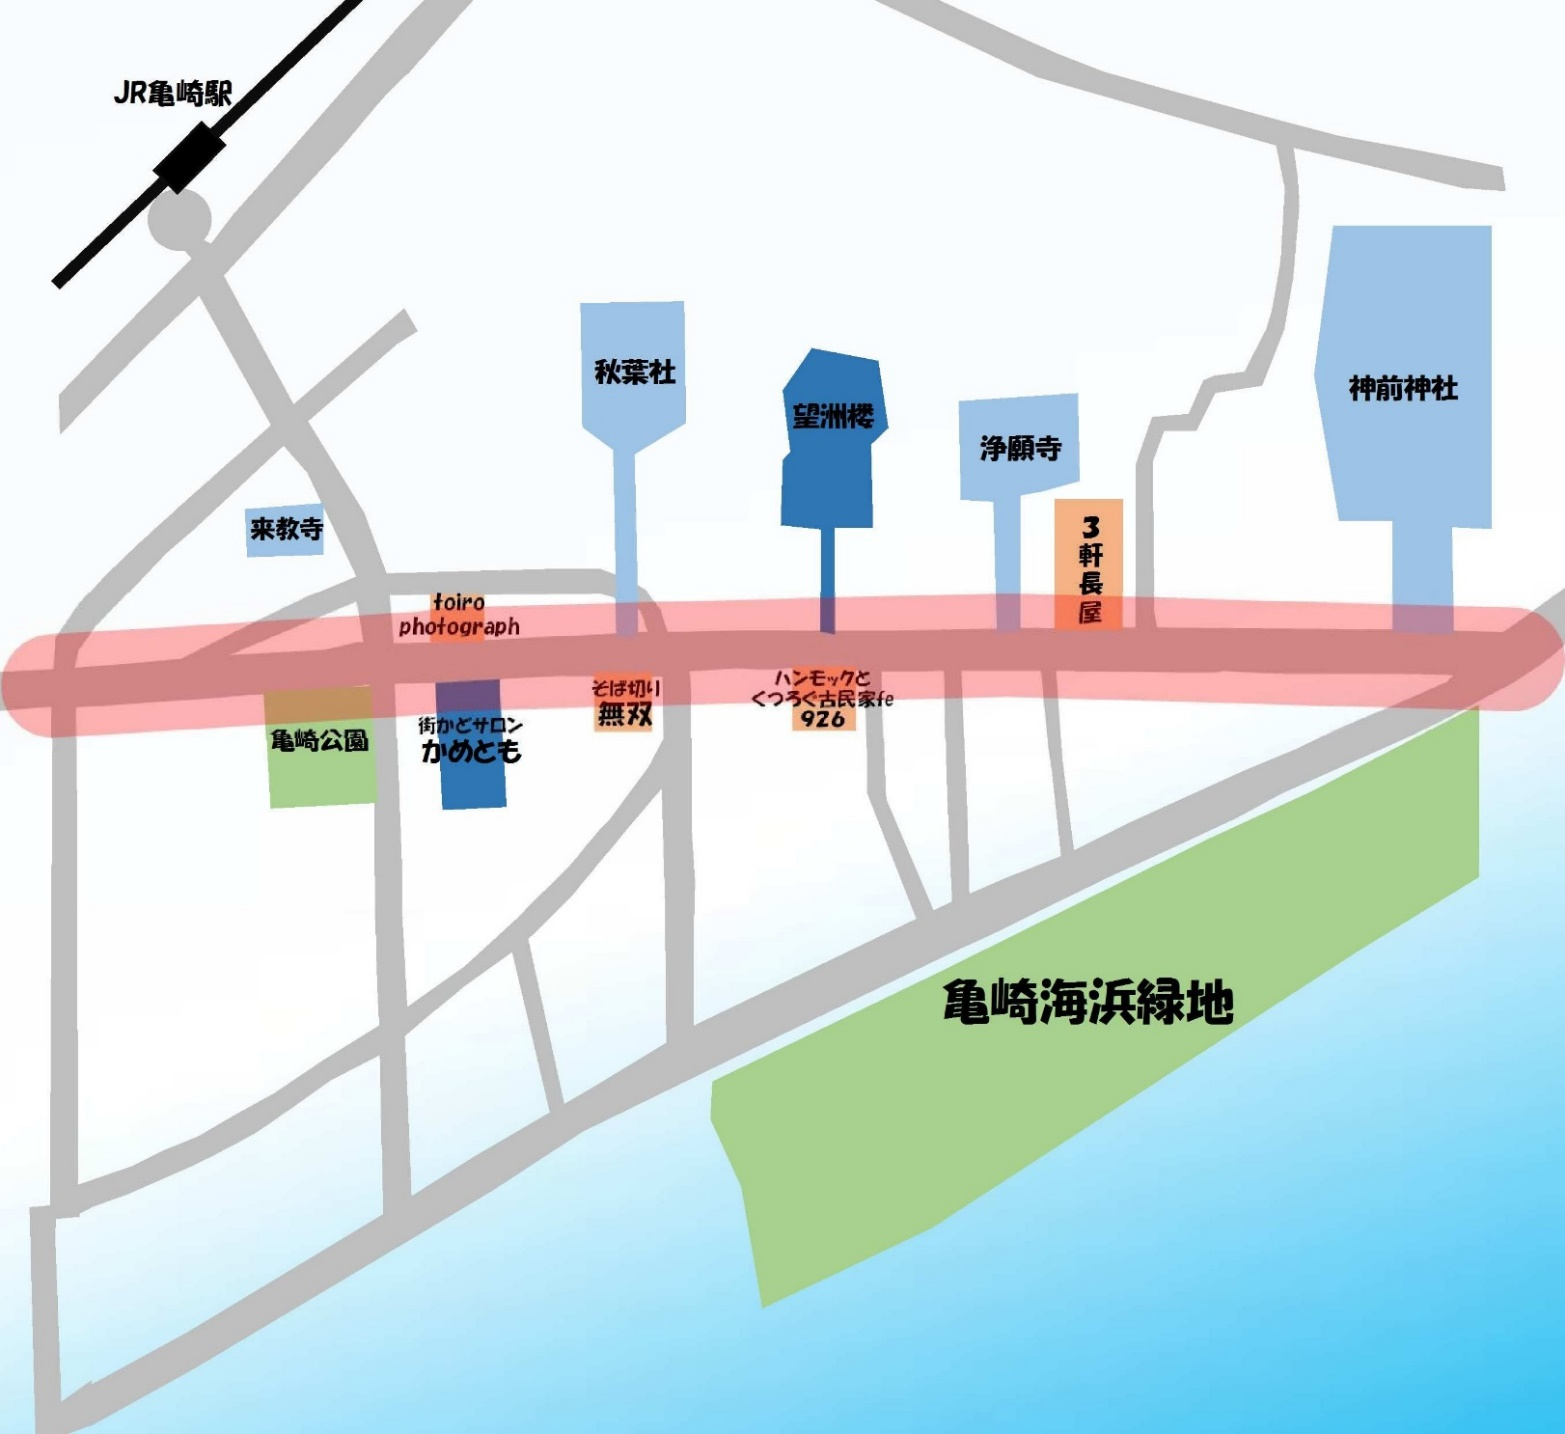 JR亀崎駅
秋葉社
望洲楼
浄願寺
神前神社
来教寺
3
軒
長
屋
toiro
photograph
そば切り
無双
ハンモックと
くつろぐ古民家fe
926
街かどサロン
かめとも
亀崎公園
亀崎海浜緑地